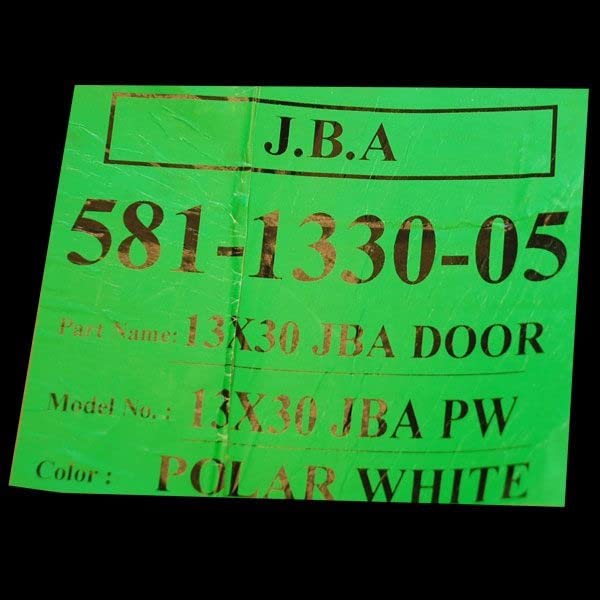 J.B.A
581-1330-05
Part Name: 13X30 JBA DOOR
Model No. : 13X30 JBA PW
Color : POLAR WHITE